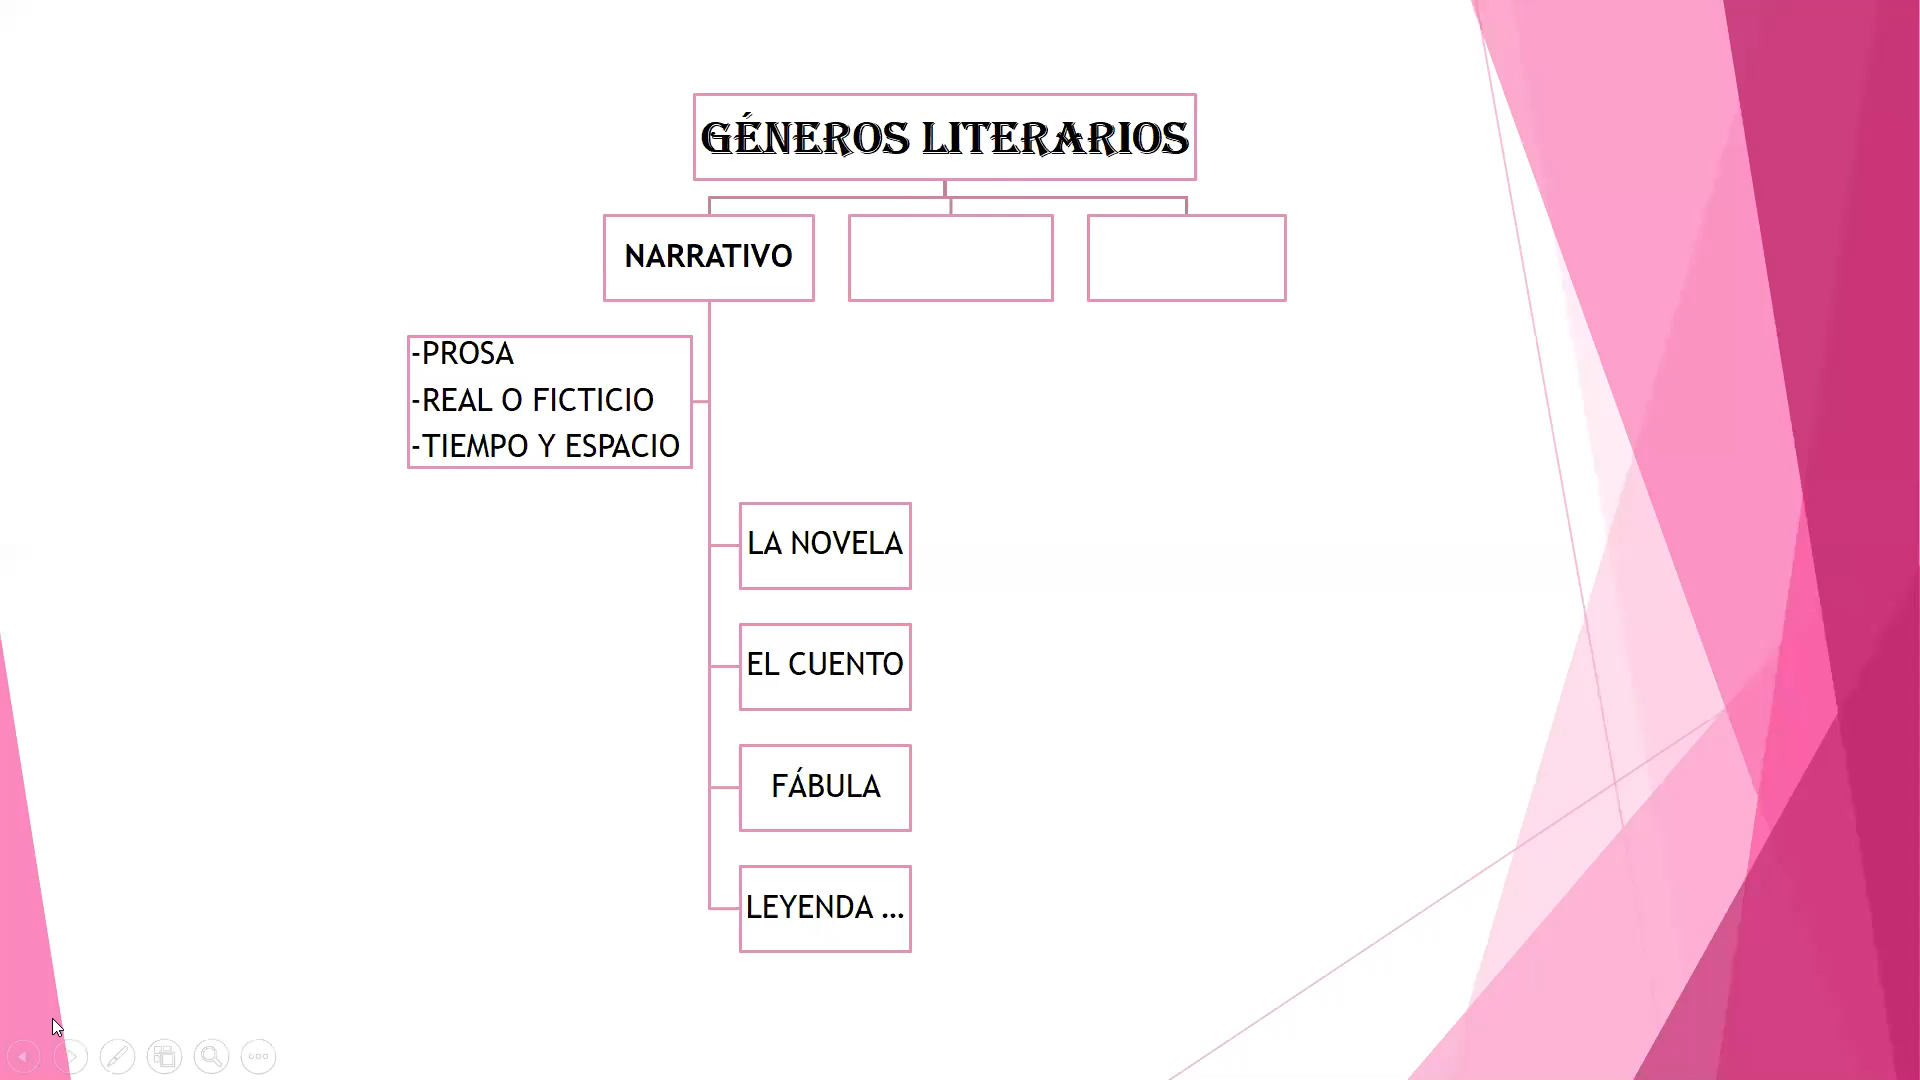 GÉNEROS LITERARIOS
NARRATIVO
-PROSA
-REAL O FICTICIO
-TIEMPO Y ESPACIO
LA NOVELA
EL CUENTO
FÁBULA
LEYENDA ...